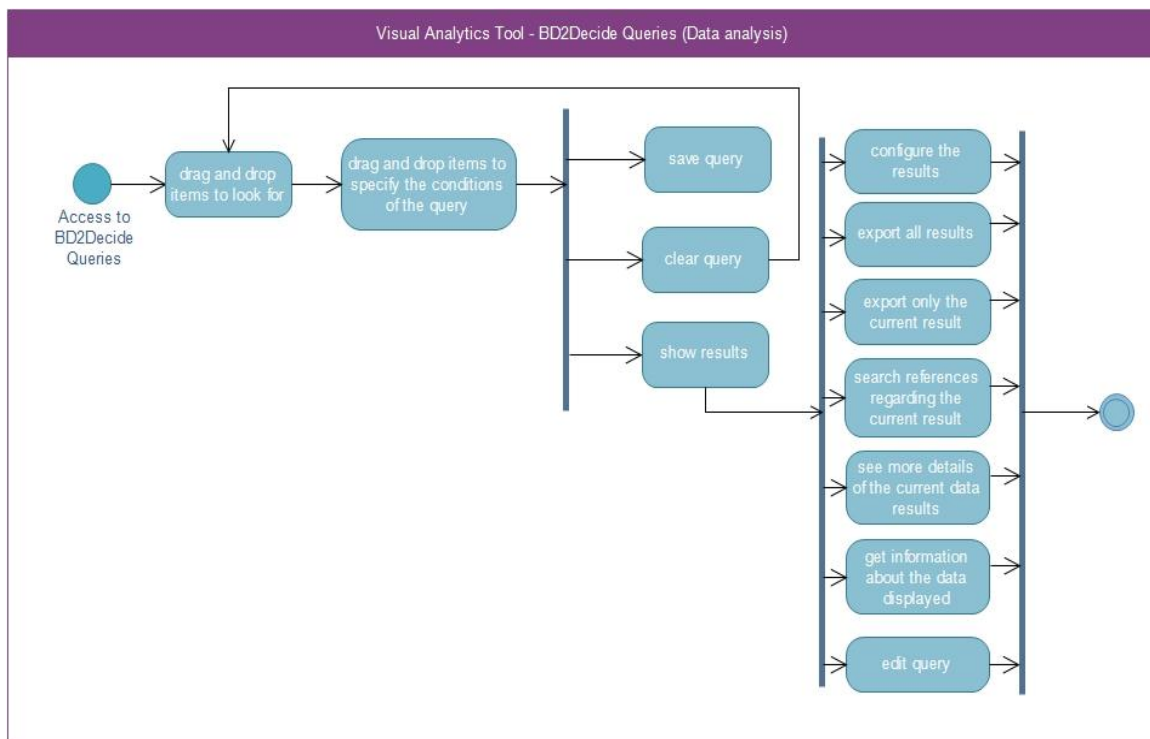 Visual Analytics Tool - BD2Decide Queries (Data analysis)
Access to
BD2Decide
Queries
drag and drop
items to look for
drag and drop items to
specify the conditions
of the query
save query
clear query
show results
configure the
results
export all results
export only the
current result
search references
regarding the
current result
see more details
of the current data
results
get information
about the data
displayed
edit query